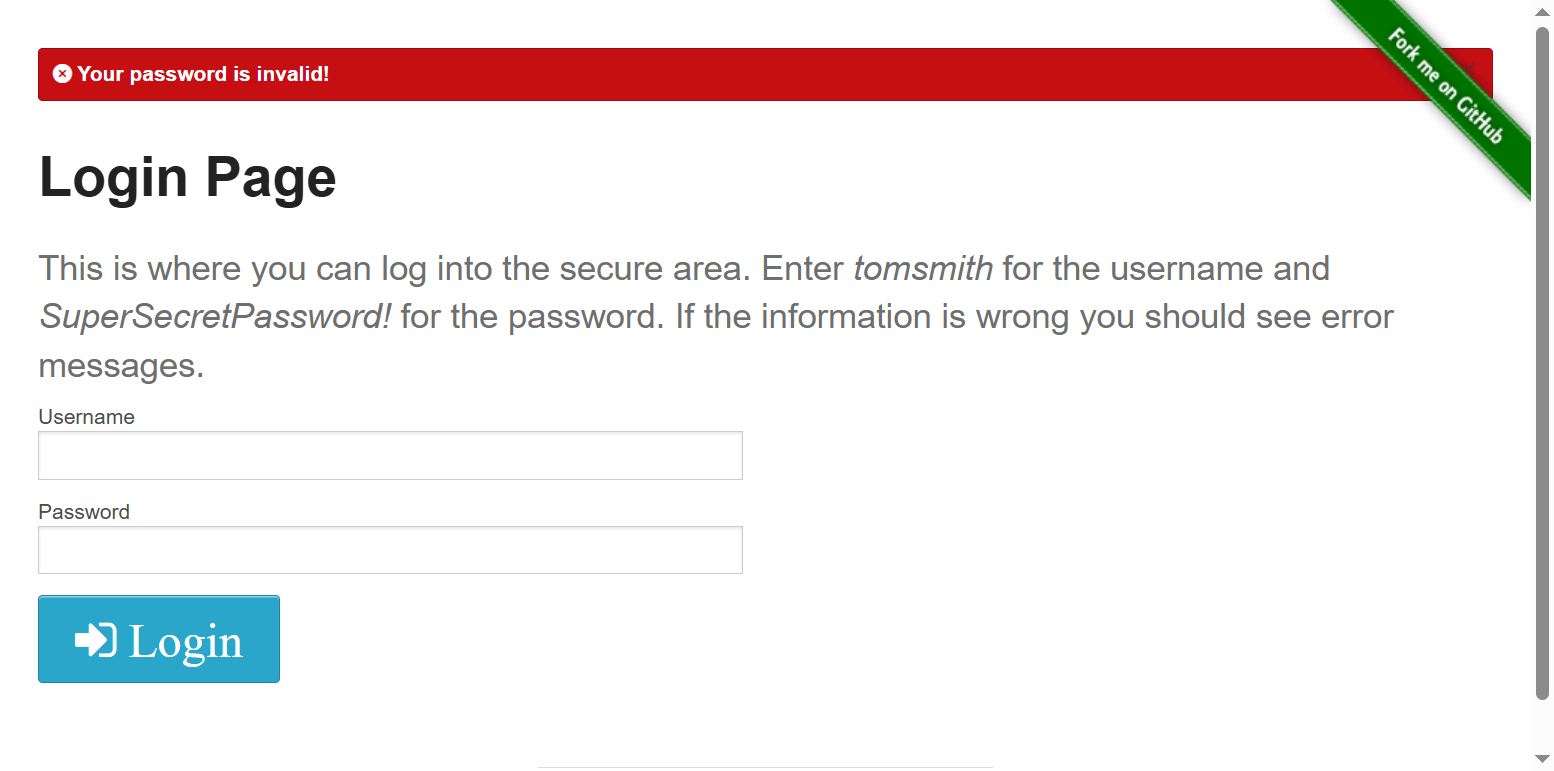 Your password is invalid!
Fork me on GitHub
Login Page
This is where you can log into the secure area. Enter tomsmith for the username and
SuperSecretPassword! for the password. If the information is wrong you should see error
messages.
Username
Password
Login